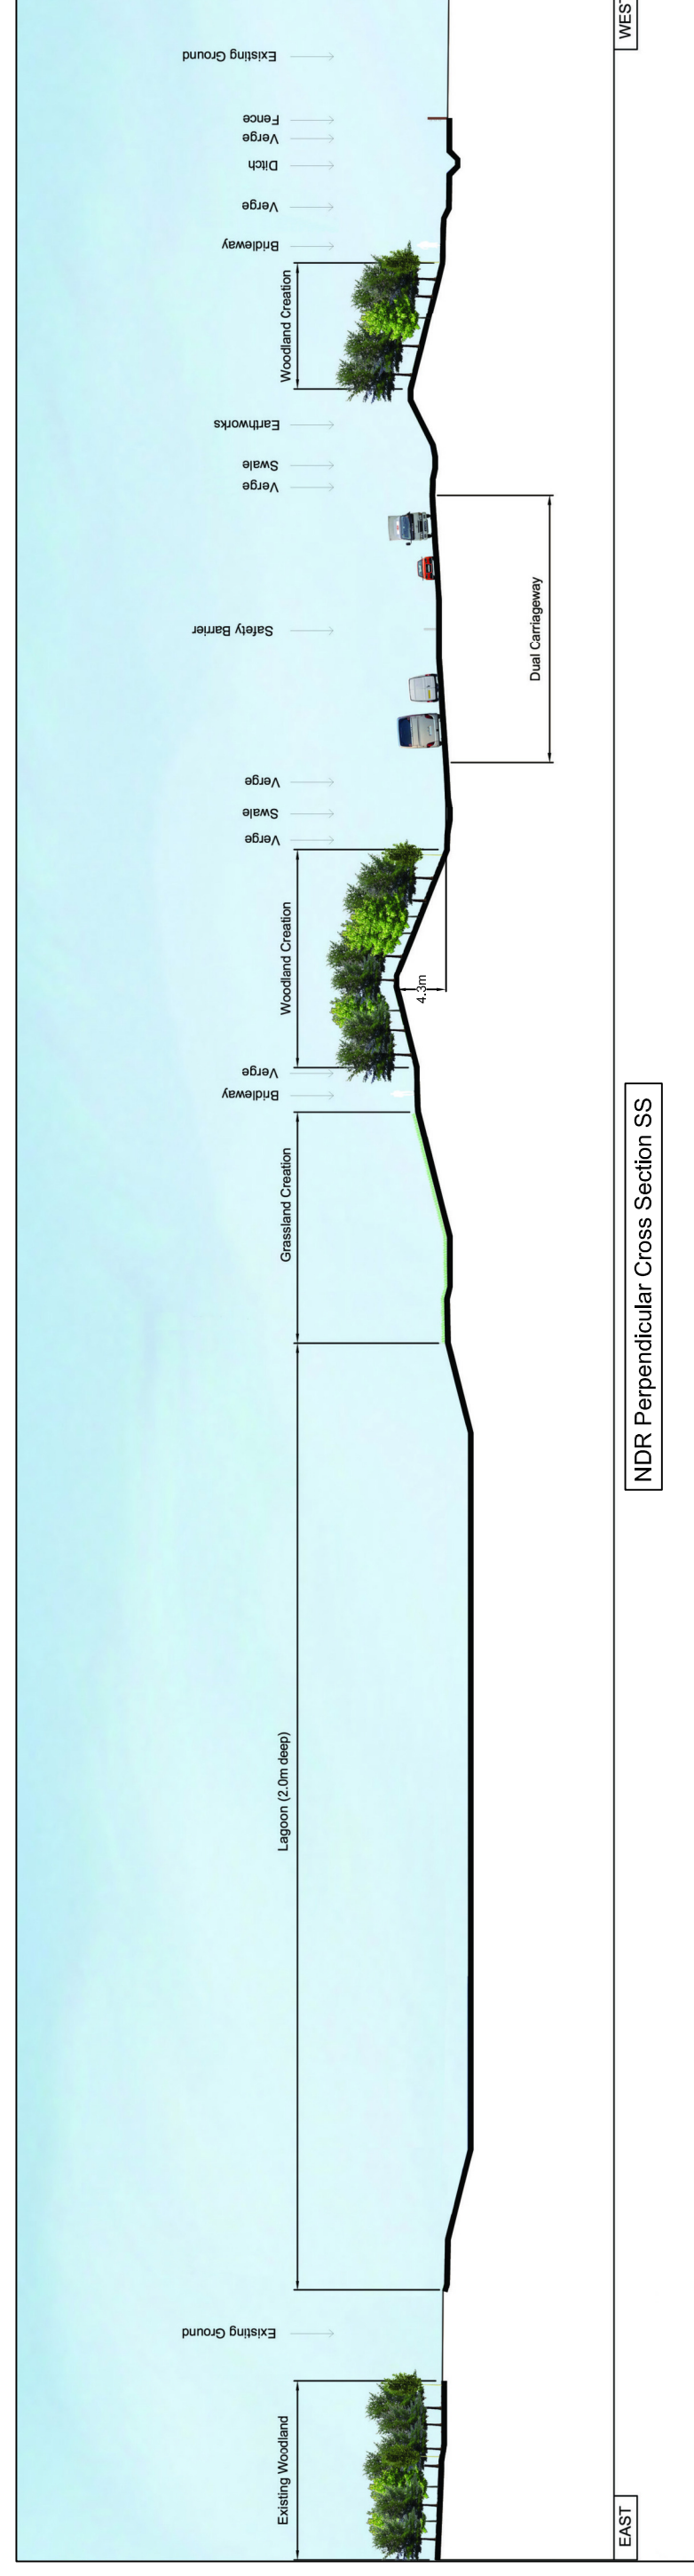 Existing Woodland
Existing Ground
Lagoon (2.0m deep)
Grassland Creation
Bridleway
Verge
Woodland Creation
4.3m
Verge
Swale
Verge
Dual Carriageway
Safety Barrier
Verge
Swale
Earthworks
Woodland Creation
Bridleway
Verge
Ditch
Verge
Fence
Existing Ground
EAST
NDR Perpendicular Cross Section SS
WEST